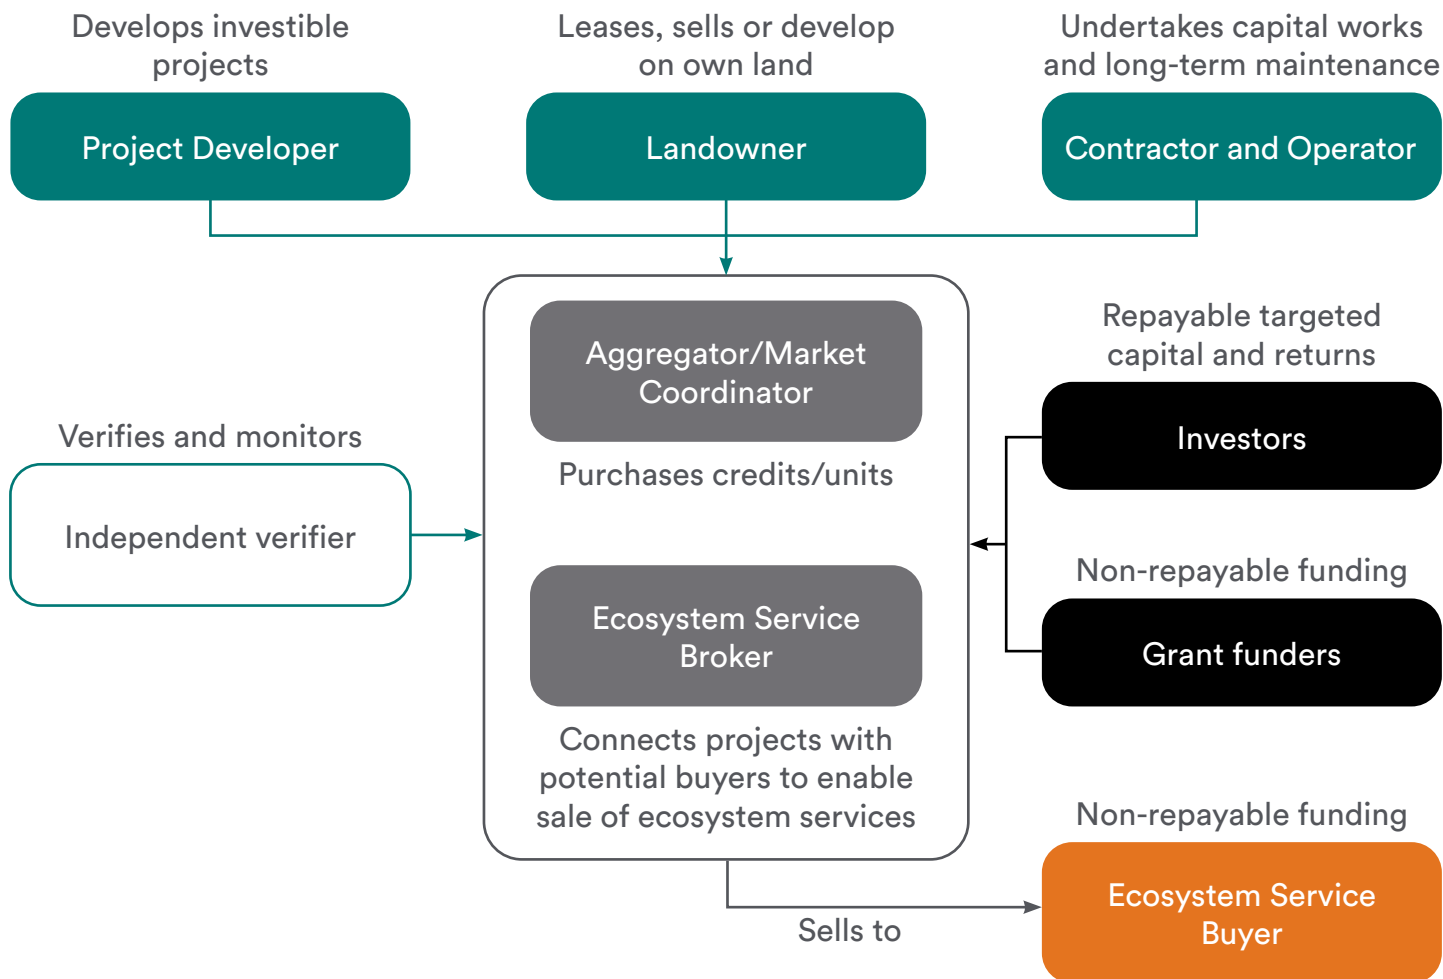 Develops investible
projects
Project Developer
Leases, sells or develop
on own land
Landowner
Undertakes capital works
and long-term maintenance
Contractor and Operator
Aggregator/Market
Coordinator
Purchases credits/units
Ecosystem Service
Broker
Connects projects with
potential buyers to enable
sale of ecosystem services
Verifies and monitors
Independent verifier
Repayable targeted
capital and returns
Investors
Non-repayable funding
Grant funders
Non-repayable funding
Ecosystem Service
Buyer
Sells to